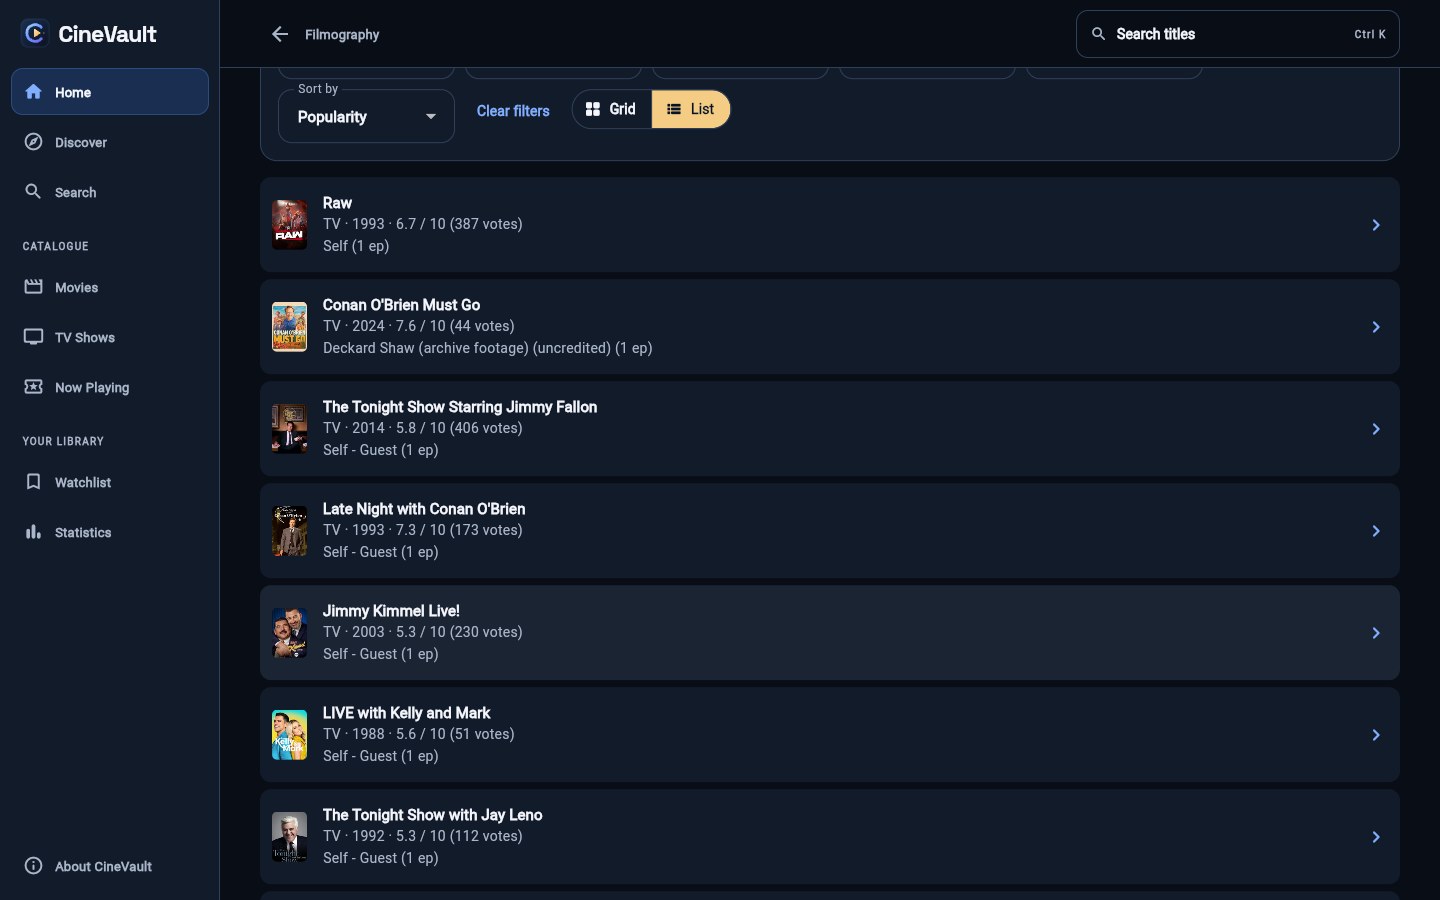 CineVault
Filmography
Search titles
Ctrl K
Home
Discover
Search
CATALOGUE
Movies
TV Shows
Now Playing
YOUR LIBRARY
Watchlist
Statistics
About CineVault
Sort by
Popularity
Clear filters
Grid
List
Raw
TV · 1993 · 6.7 / 10 (387 votes)
Self (1 ep)
Conan O'Brien Must Go
TV · 2024 · 7.6 / 10 (44 votes)
Deckard Shaw (archive footage) (uncredited) (1 ep)
The Tonight Show Starring Jimmy Fallon
TV · 2014 · 5.8 / 10 (406 votes)
Self - Guest (1 ep)
Late Night with Conan O'Brien
TV · 1993 · 7.3 / 10 (173 votes)
Self - Guest (1 ep)
Jimmy Kimmel Live!
TV · 2003 · 5.3 / 10 (230 votes)
Self - Guest (1 ep)
LIVE with Kelly and Mark
TV · 1988 · 5.6 / 10 (51 votes)
Self - Guest (1 ep)
The Tonight Show with Jay Leno
TV · 1992 · 5.3 / 10 (112 votes)
Self - Guest (1 ep)
RAW
CONAN O'BRIEN
MUST GO
Kelly
Mark